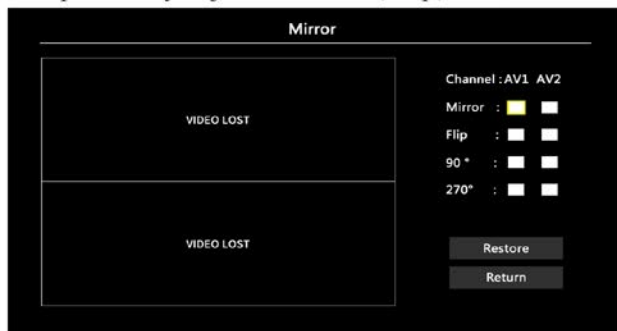 Mirror
VIDEO LOST
VIDEO LOST
Channel : AV1 AV2
Mirror :
Flip :
90 ° :
270° :
Restore
Return